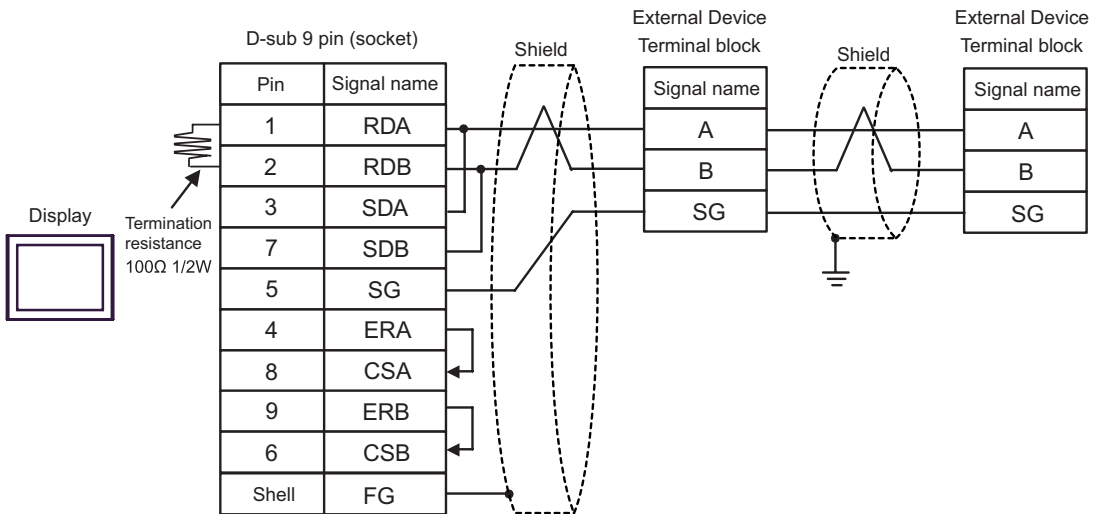 D-sub 9 pin (socket)
Pin Signal name
1 RDA
2 RDB
3 SDA
7 SDB
5 SG
4 ERA
8 CSA
9 ERB
6 CSB
Shell FG
Display
Termination
resistance
100Ω 1/2W
Shield
External Device
Terminal block
Signal name
A
B
SG
Shield
External Device
Terminal block
Signal name
A
B
SG